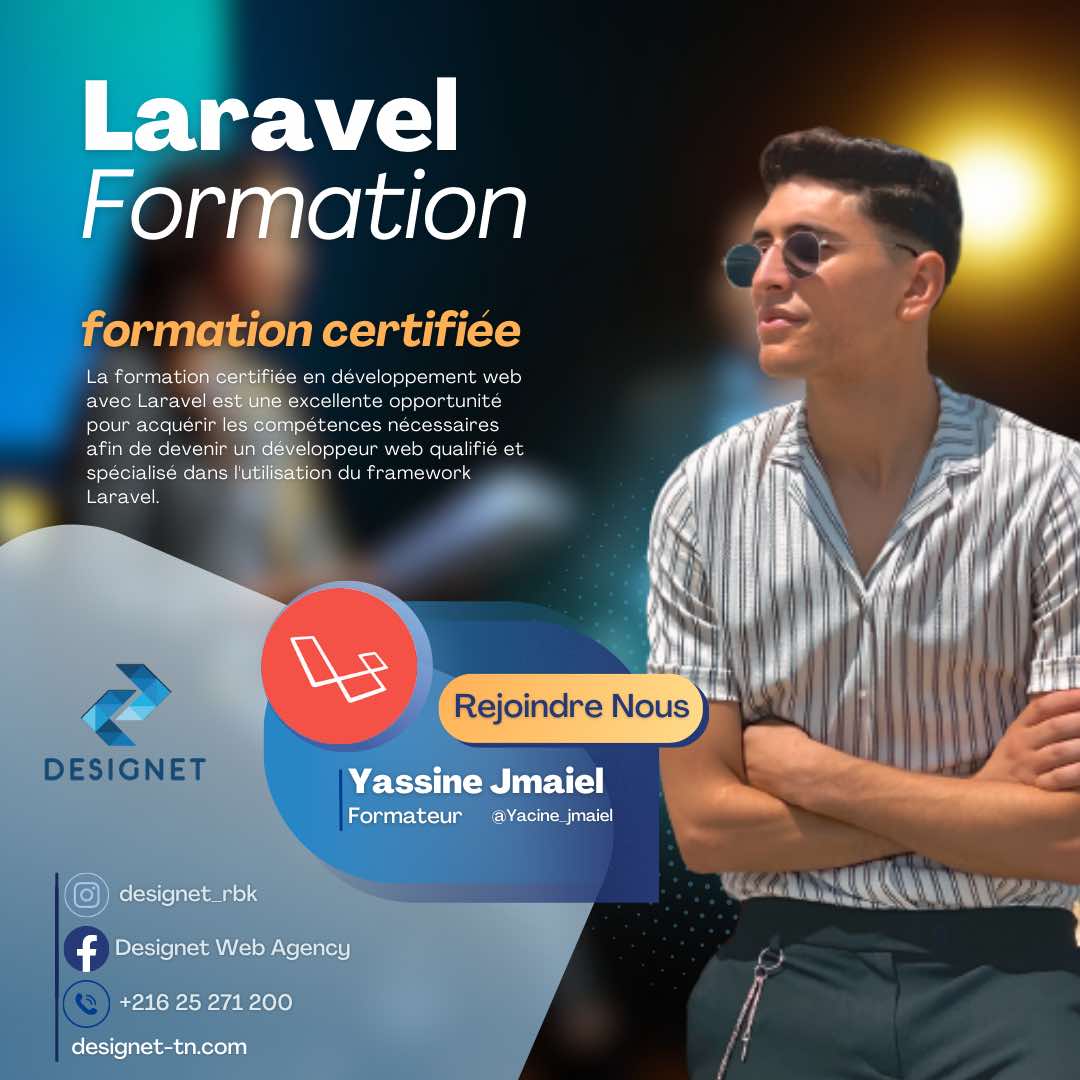 Laravel
Formation
formation certifiée
La formation certifiée en développement web
avec Laravel est une excellente opportunité
pour acquérir les compétences nécessaires
afin de devenir un développeur web qualifié et
spécialisé dans l'utilisation du framework
Laravel.
Rejoindre Nous
DESIGNET
Yassine Jmaiel
Formateur @Yacine_jmaiel
designet_rbk
Designet Web Agency
+216 25 271 200
designet-tn.com